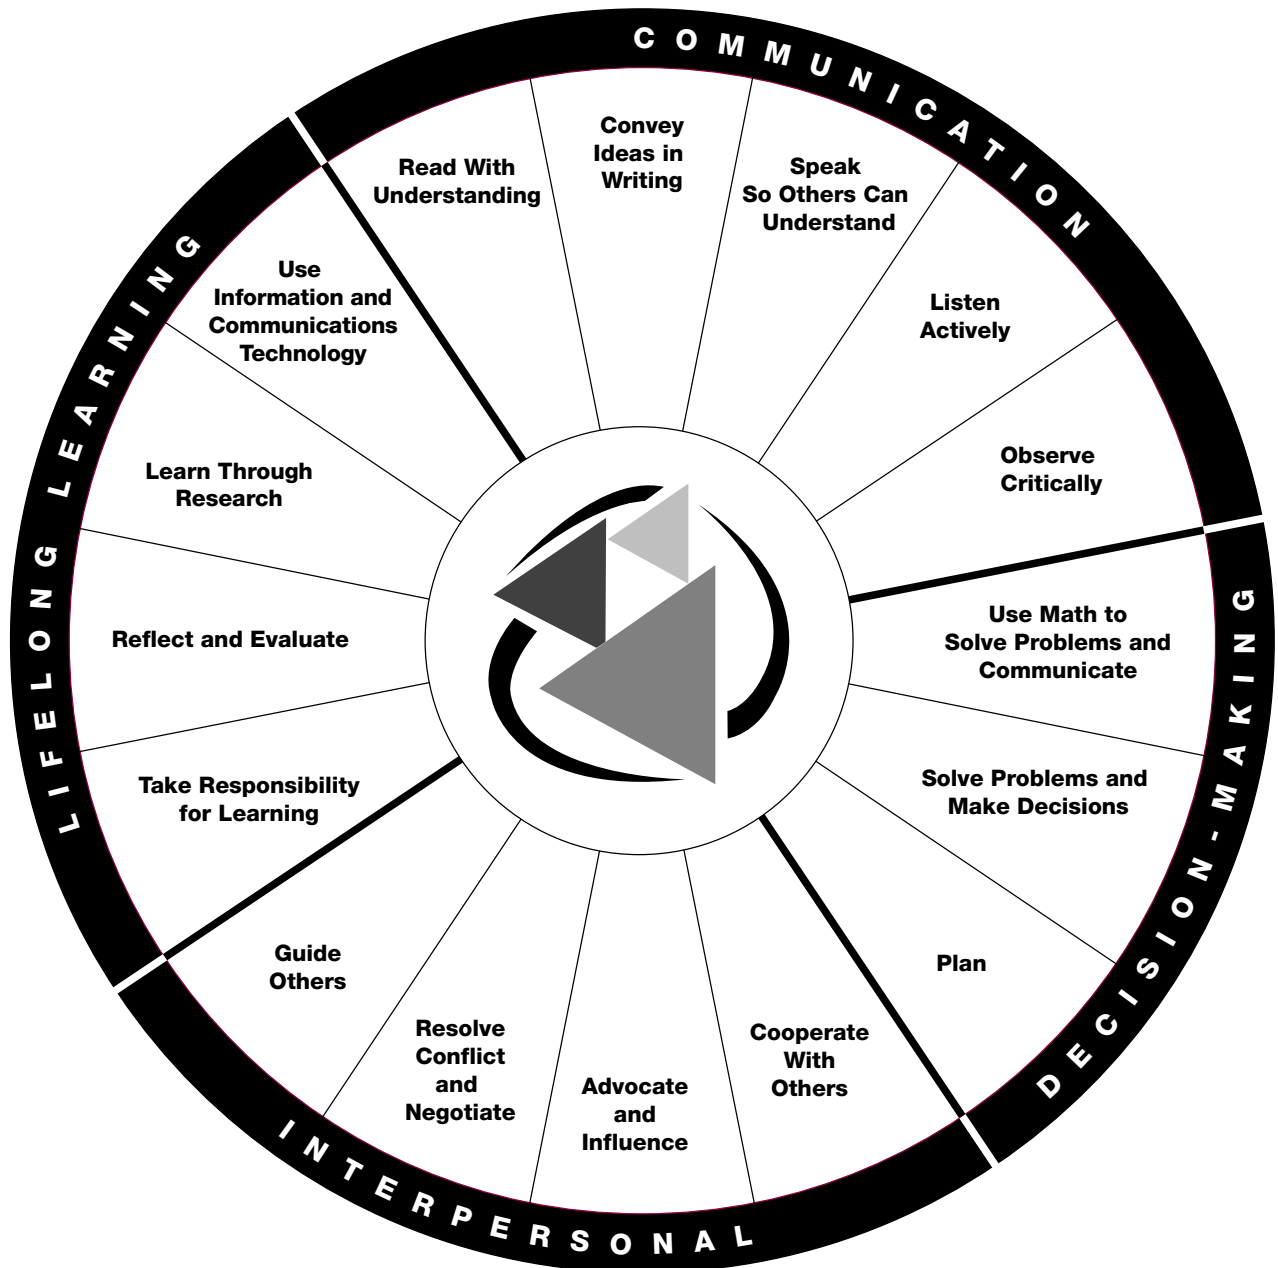 COMMUNICATION
Read With
Understanding
Convey
Ideas in
Writing
Speak
So Others Can
Understand
Listen
Actively
Observe
Critically
DECISION-MAKING
Use Math to
Solve Problems and
Communicate
Solve Problems and
Make Decisions
Plan
INTERPERSONAL
Cooperate
With
Others
Advocate
and
Influence
Resolve
Conflict
and
Negotiate
Guide
Others
LIFELONG LEARNING
Take Responsibility
for Learning
Reflect and Evaluate
Learn Through
Research
Use
Information and
Communications
Technology